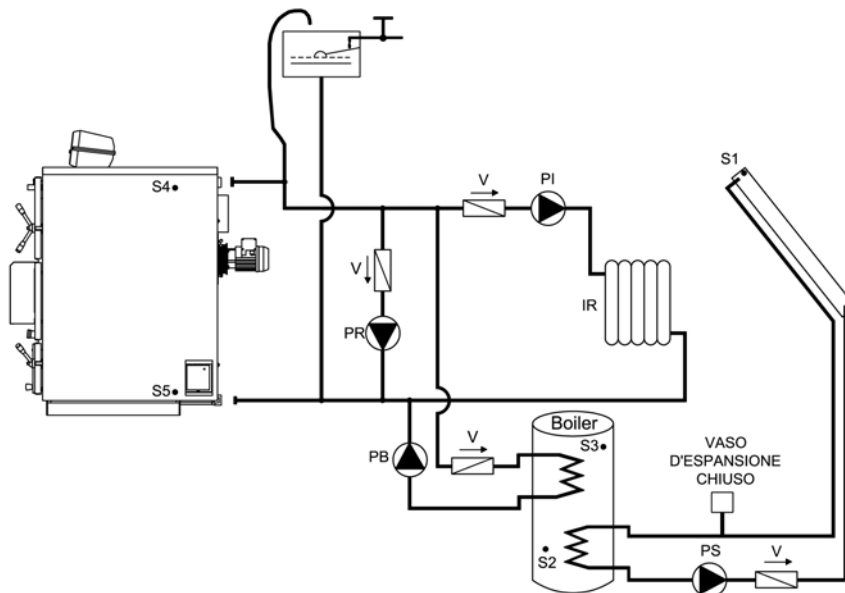 S1
V
PI
S4
V
IR
PR
S5
Boiler
V
S3
PB
VASO
D'ESPANSIONE
CHIUSO
S2
PS
V